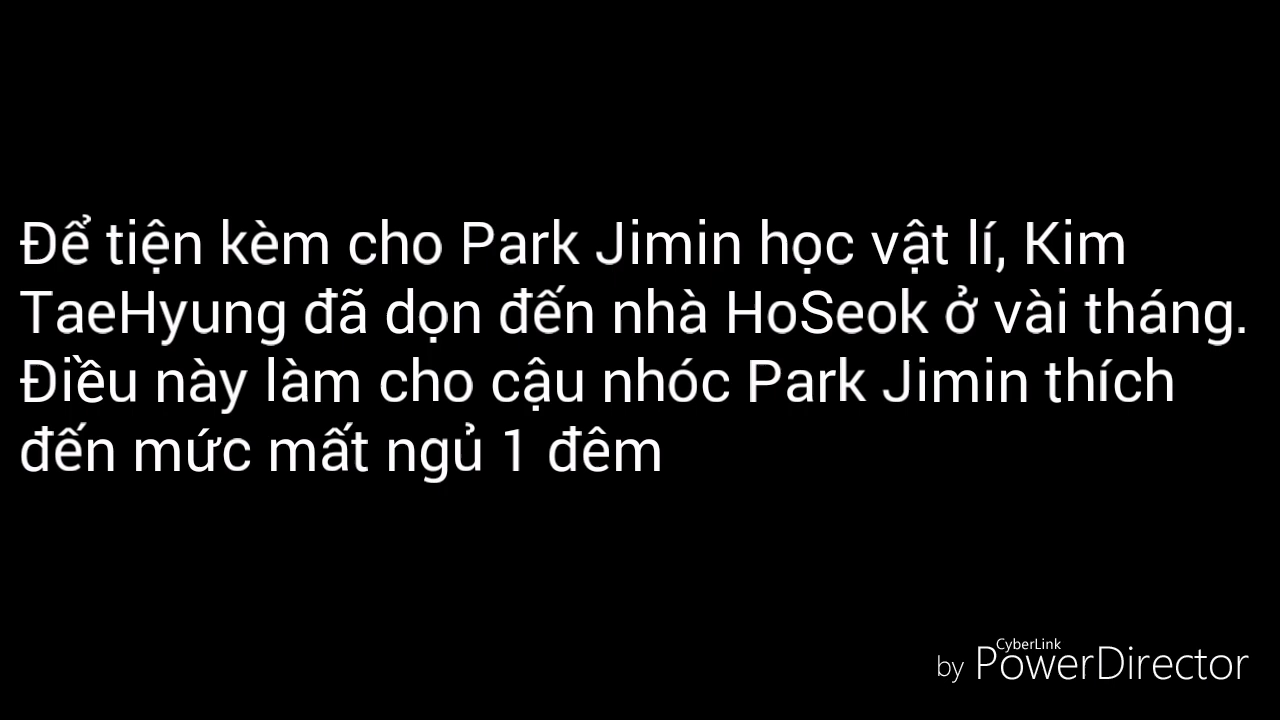 Để tiện kèm cho Park Jimin học vật lí, Kim
TaeHyung đã dọn đến nhà HoSeok ở vài tháng.
Điều này làm cho cậu nhóc Park Jimin thích
đến mức mất ngủ 1 đêm
CyberLink
by PowerDirector